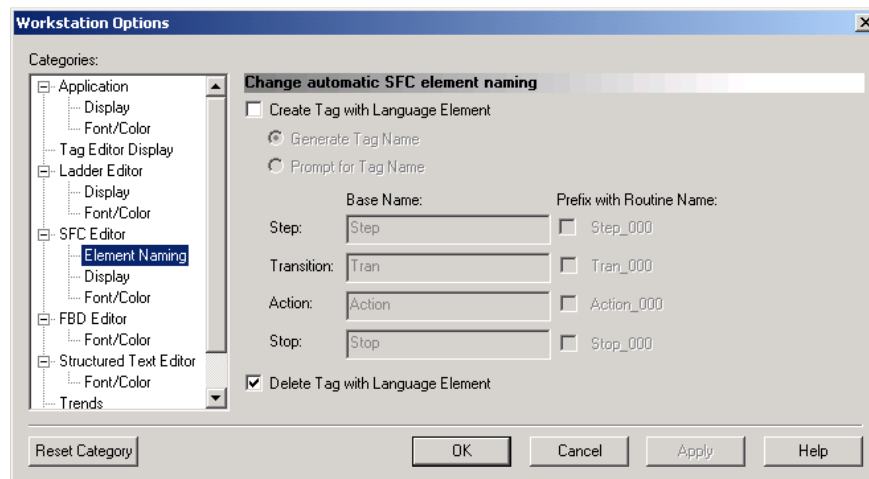 Workstation Options
Categories:
Application
Display
Font/Color
Tag Editor Display
Ladder Editor
Display
Font/Color
SFC Editor
Element Naming
Display
Font/Color
FBD Editor
Font/Color
Structured Text Editor
Font/Color
Trends
Change automatic SFC element naming
Create Tag with Language Element
Generate Tag Name
Prompt for Tag Name
Base Name: Prefix with Routine Name:
Step: Step Step_000
Transition: Tran Tran_000
Action: Action Action_000
Stop: Stop Stop_000
Delete Tag with Language Element
Reset Category OK Cancel Apply Help